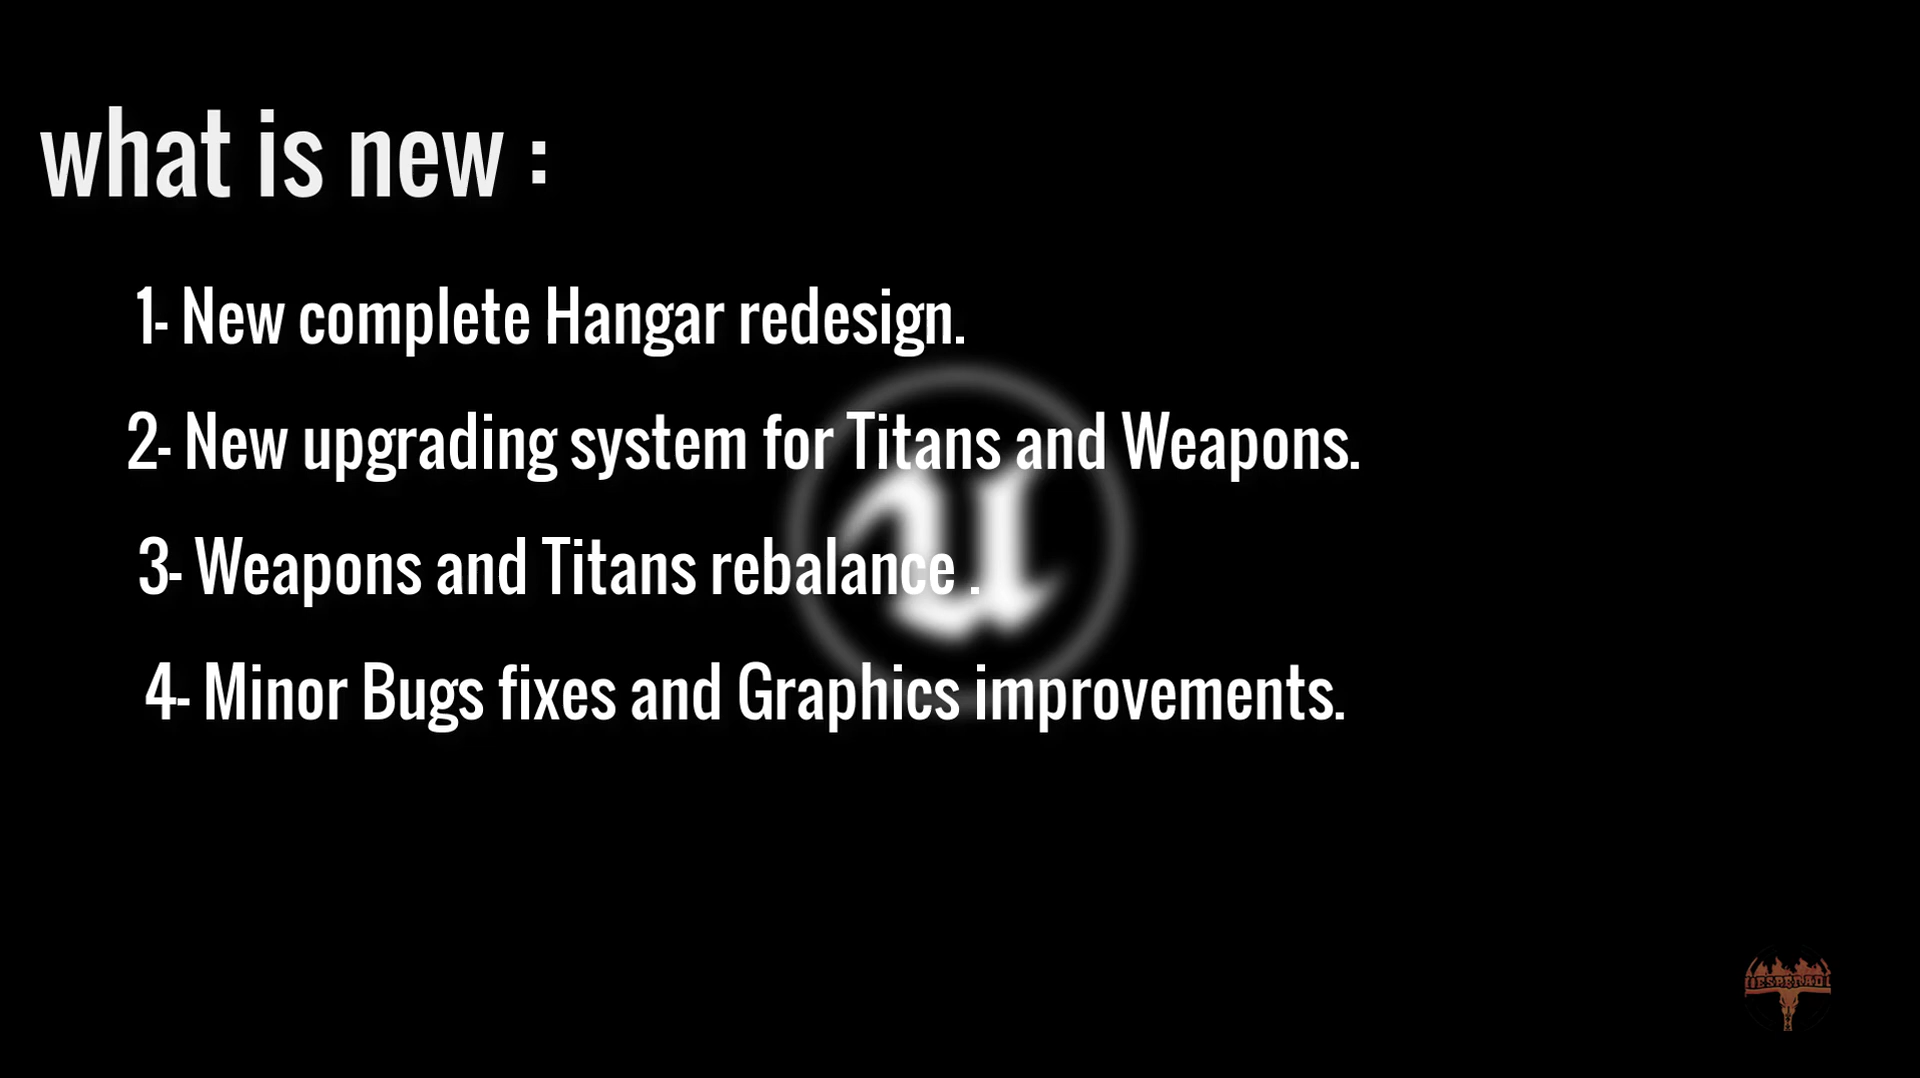 what is new :
1- New complete Hangar redesign.
2- New upgrading system for Titans and Weapons.
3- Weapons and Titans rebalance .
4- Minor Bugs fixes and Graphics improvements.